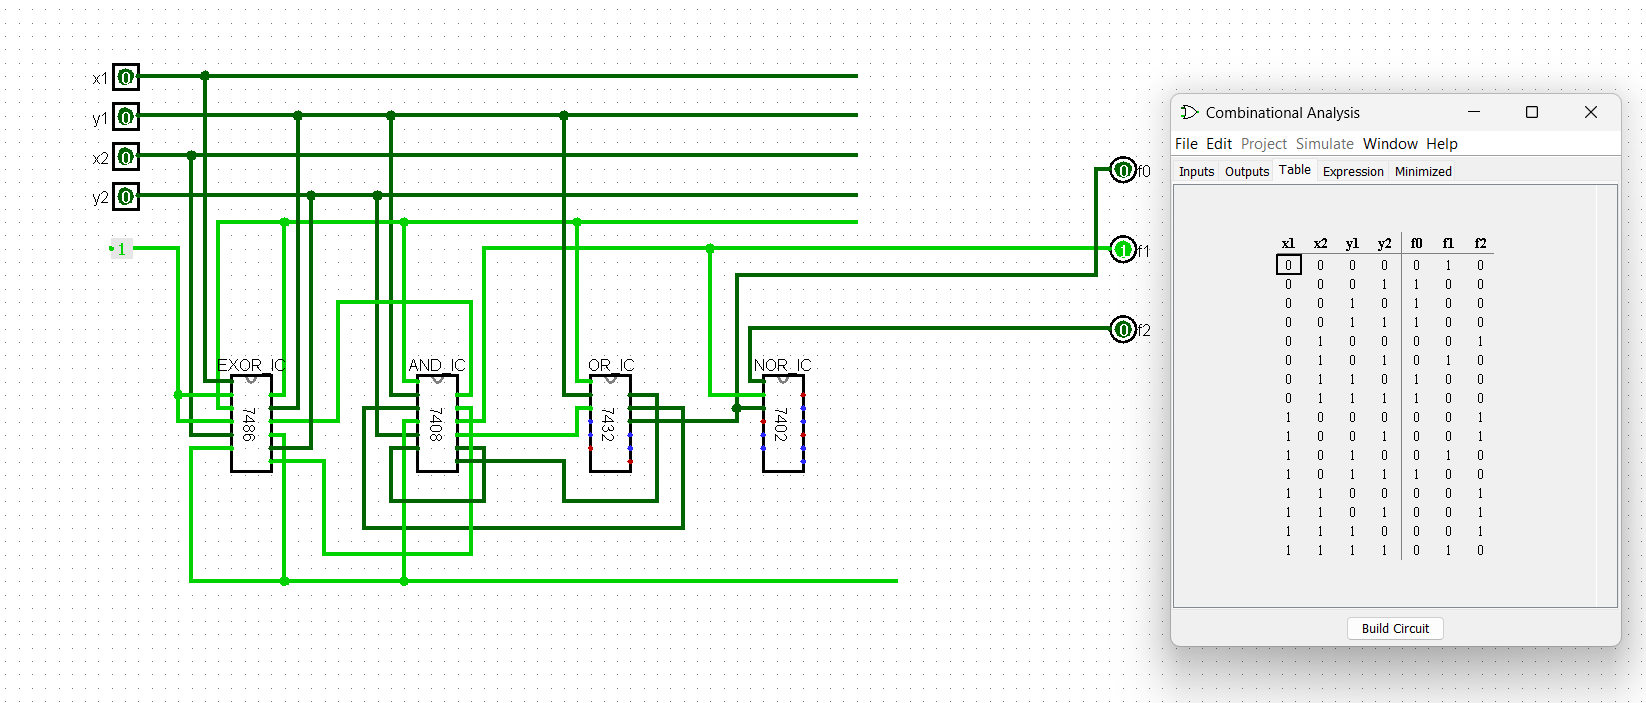 x1 0
y1 0
x2 0
y2 0
1
0 f0
1 f1
0 f2
EXOR_IC
7486
AND_IC
7408
OR_IC
7432
NOR_IC
7402
Combinational Analysis
File Edit Project Simulate Window Help
Inputs Outputs Table Expression Minimized
x1 x2 y1 y2 f0 f1 f2
0 0 0 0 0 1 0
0 0 0 1 1 0 0
0 0 1 0 1 0 0
0 0 1 1 1 0 0
0 1 0 0 0 0 1
0 1 0 1 0 1 0
0 1 1 0 1 0 0
0 1 1 1 1 0 0
1 0 0 0 0 0 1
1 0 0 1 0 0 1
1 0 1 0 0 1 0
1 0 1 1 1 0 0
1 1 0 0 0 0 1
1 1 0 1 0 0 1
1 1 1 0 0 0 1
1 1 1 1 0 1 0
Build Circuit